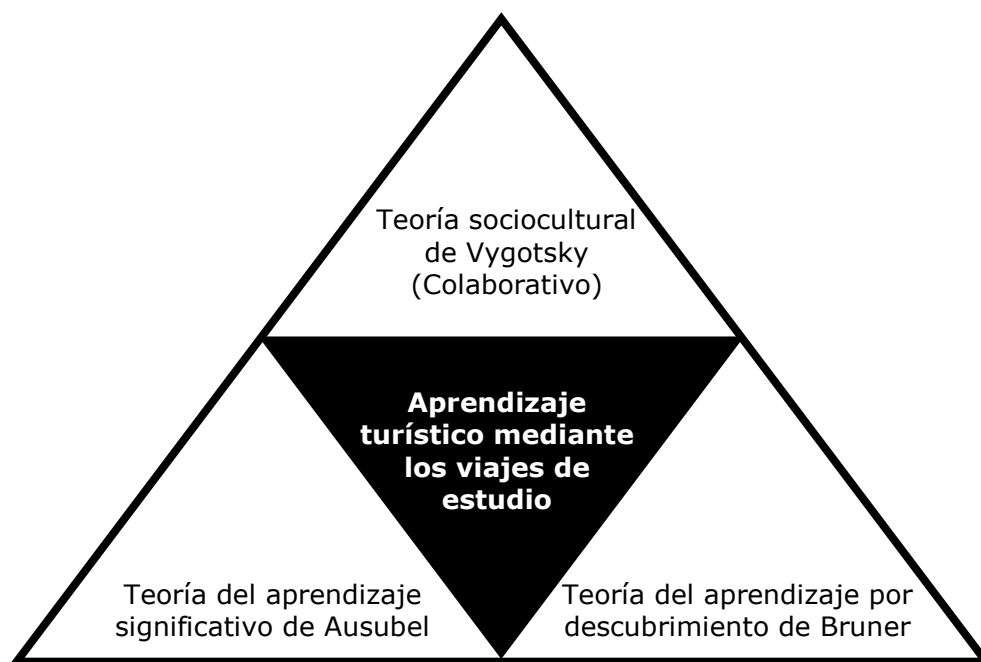 Teoría sociocultural
de Vygotsky
(Colaborativo)
Aprendizaje
turístico mediante
los viajes de
estudio
Teoría del aprendizaje
significativo de Ausubel
Teoría del aprendizaje por
descubrimiento de Bruner